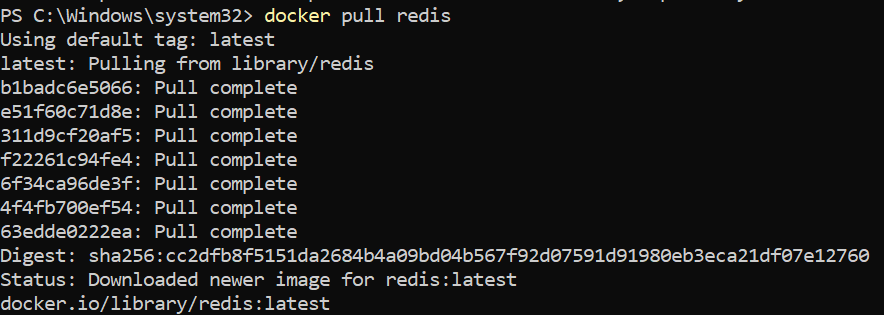 PS C:\Windows\system32> docker pull redis
Using default tag: latest
latest: Pulling from library/redis
b1badc6e5066: Pull complete
e51f60c71d8e: Pull complete
311d9cf20af5: Pull complete
f22261c94fe4: Pull complete
6f34ca96de3f: Pull complete
4f4fb700ef54: Pull complete
63edde0222ea: Pull complete
Digest: sha256:cc2dfb8f5151da2684b4a09bd04b567f92d07591d91980eb3eca21df07e12760
Status: Downloaded newer image for redis:latest
docker.io/library/redis:latest